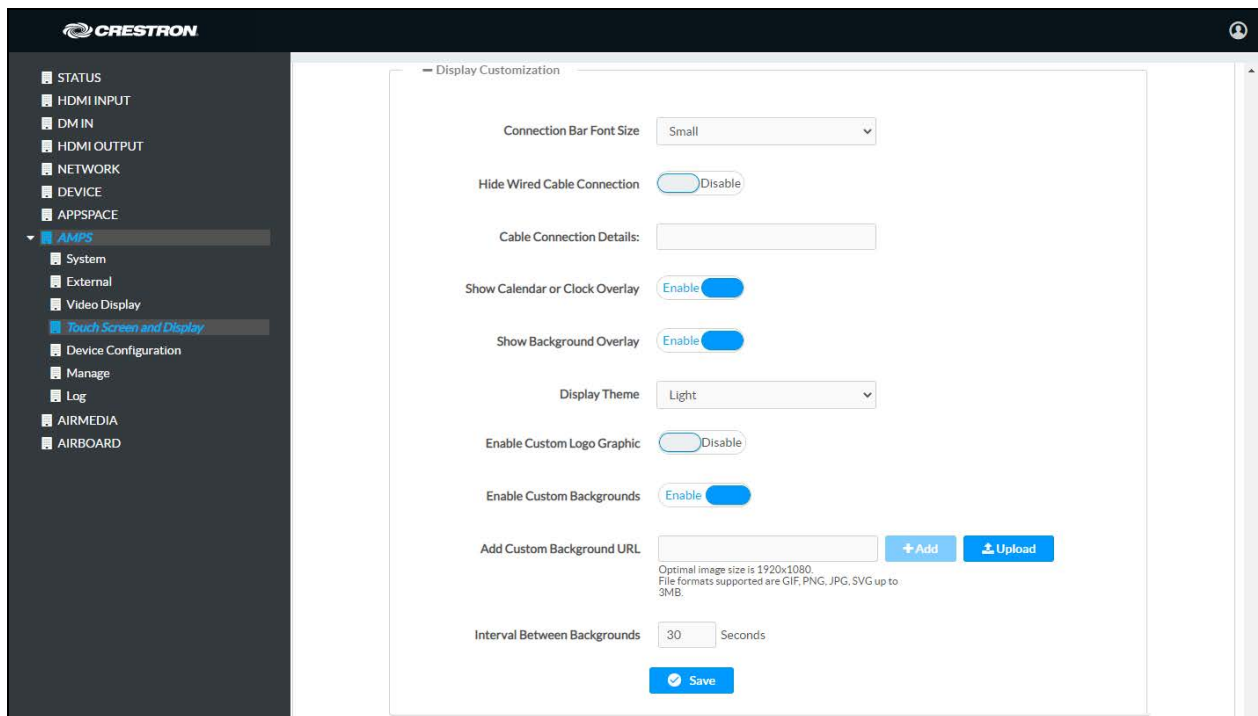 CRESTRON
STATUS
HDMI INPUT
DM IN
HDMI OUTPUT
NETWORK
DEVICE
APPSPACE
AMPS
System
External
Video Display
Touch Screen and Display
Device Configuration
Manage
Log
AIRMEDIA
AIRBOARD
Display Customization
Connection Bar Font Size Small
Hide Wired Cable Connection Disable
Cable Connection Details:
Show Calendar or Clock Overlay Enable
Show Background Overlay Enable
Display Theme Light
Enable Custom Logo Graphic Disable
Enable Custom Backgrounds Enable
Add Custom Background URL +Add Upload
Optimal image size is 1920x1080.
File formats supported are GIF, PNG, JPG, SVG up to
3MB.
Interval Between Backgrounds 30 Seconds
Save